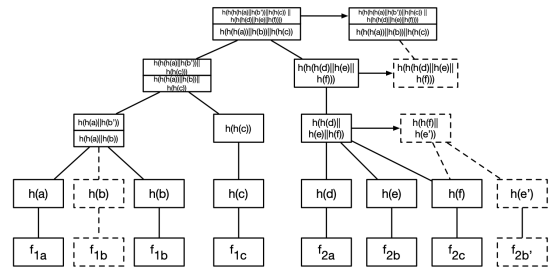 h(h(h(a)||h(b'))||h(c)) ||
h(h(d)||h(e)||h(f))))
h(h(h(a))||h(b))||h(h(c))
h(h(h(a)||h(b'))||h(c)) ||
h(h(d)||h(e)||h(f))))
h(h(h(a))||h(b))||h(h(c))
h(h(h(a)||h(b'))||
h(h(c)))
h(h(a))||h(b)||
h(h(c))
h(h(h(d)||h(e)||
h(f)))
h(h(h(d)||h(e)||
h(f)))
h(h(a)||h(b'))
h(h(a)||h(b))
h(h(c))
h(h(d)||
h(e)||h(f))
h(h(f)||
h(e'))
h(a)
h(b)
h(b)
h(c)
h(d)
h(e)
h(f)
h(e')
f1a
f1b
f1b
f1c
f2a
f2b
f2c
f2b'